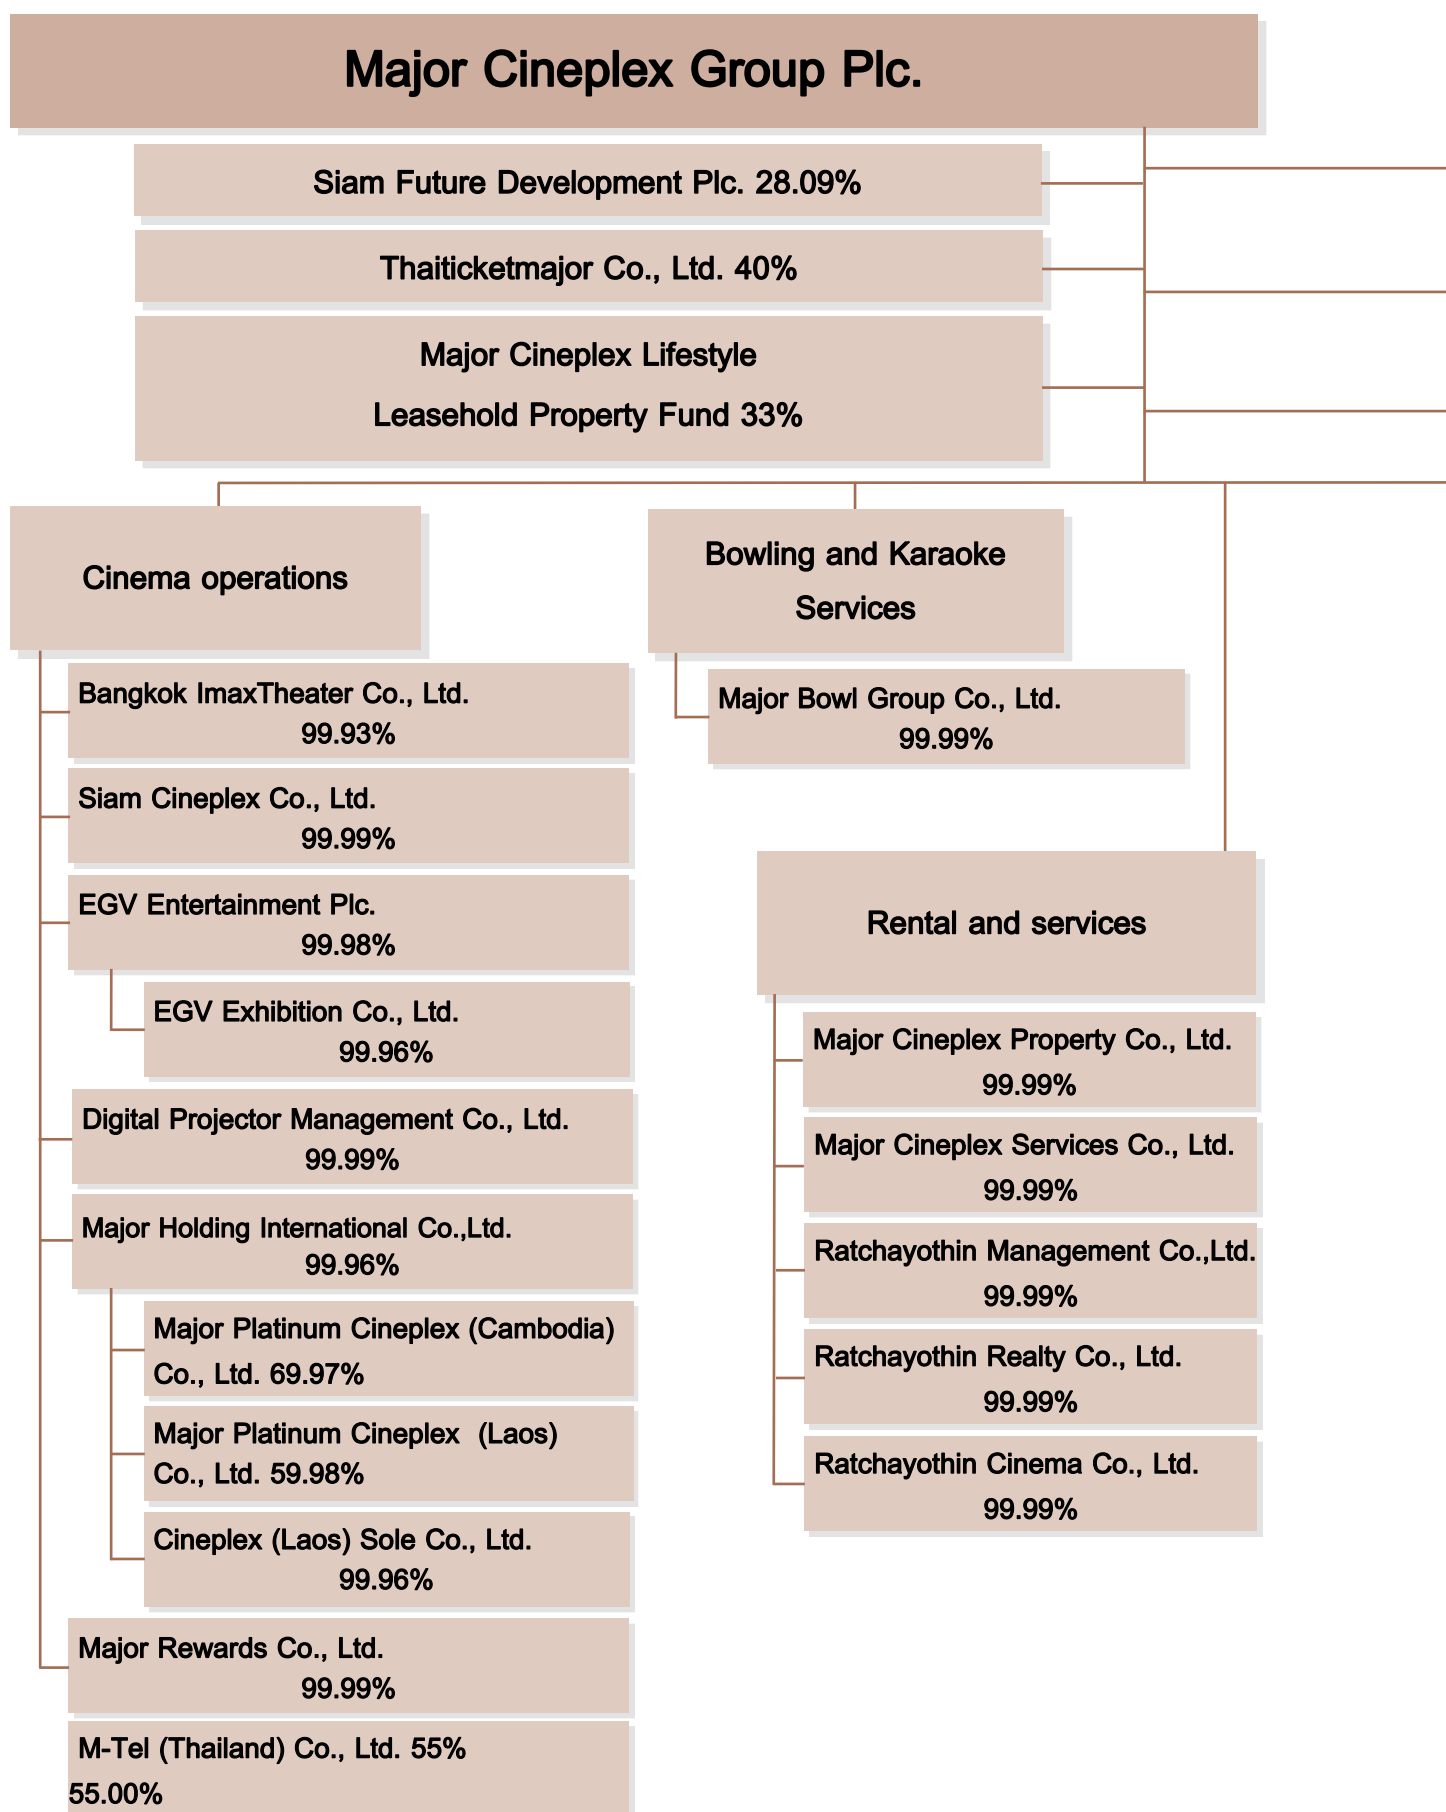 Major Cineplex Group Plc.
Siam Future Development Plc. 28.09%
Thaiticketmajor Co., Ltd. 40%
Major Cineplex Lifestyle
Leasehold Property Fund 33%
Cinema operations
Bangkok ImaxTheater Co., Ltd.
99.93%
Siam Cineplex Co., Ltd.
99.99%
EGV Entertainment Plc.
99.98%
EGV Exhibition Co., Ltd.
99.96%
Digital Projector Management Co., Ltd.
99.99%
Major Holding International Co.,Ltd.
99.96%
Major Platinum Cineplex (Cambodia)
Co., Ltd. 69.97%
Major Platinum Cineplex (Laos)
Co., Ltd. 59.98%
Cineplex (Laos) Sole Co., Ltd.
99.96%
Major Rewards Co., Ltd.
99.99%
M-Tel (Thailand) Co., Ltd. 55%
55.00%
Bowling and Karaoke
Services
Major Bowl Group Co., Ltd.
99.99%
Rental and services
Major Cineplex Property Co., Ltd.
99.99%
Major Cineplex Services Co., Ltd.
99.99%
Ratchayothin Management Co.,Ltd.
99.99%
Ratchayothin Realty Co., Ltd.
99.99%
Ratchayothin Cinema Co., Ltd.
99.99%